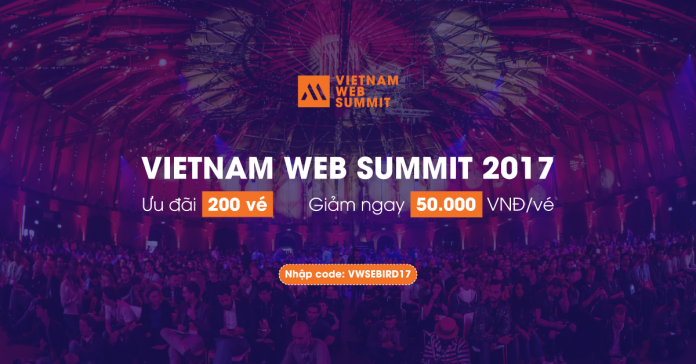 VIETNAM
WEB
SUMMIT
VIETNAM WEB SUMMIT 2017
Ưu đãi 200 vé Giảm ngay 50.000 VNĐ/vé
Nhập code: VWSEBIRD17